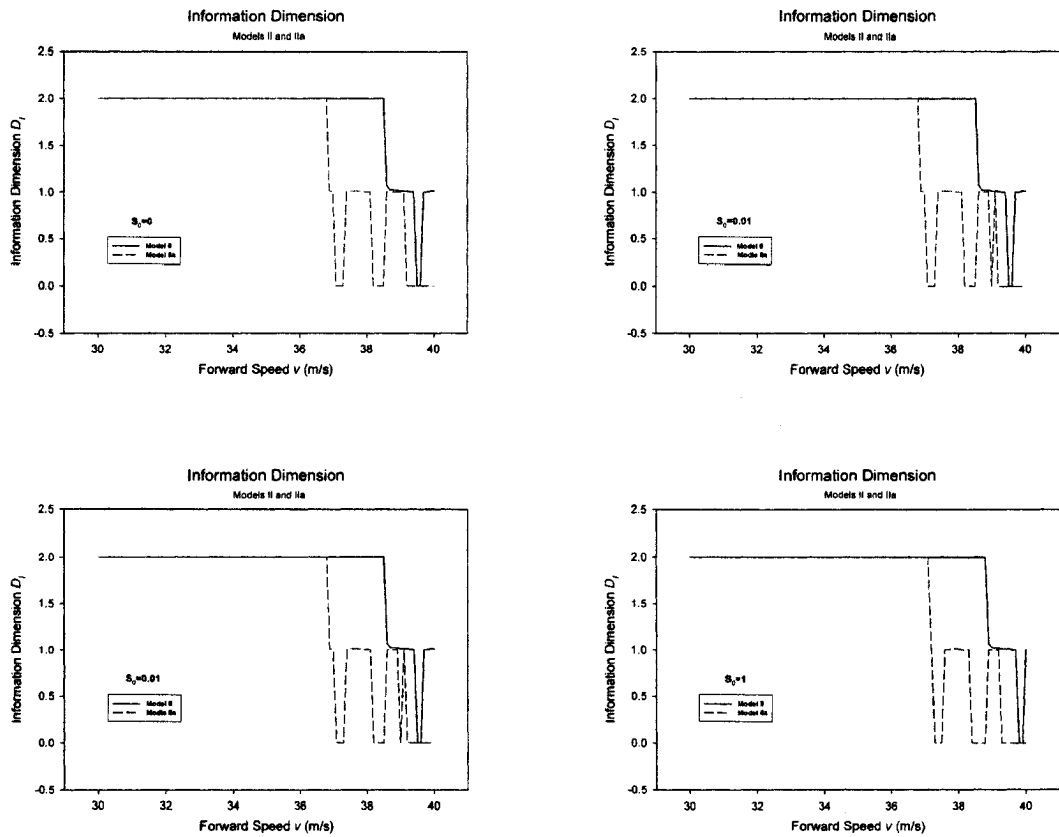 Information Dimension
Models II and IIa
2.5
2.0
1.5
1.0
0.5
0.0
-0.5
Information Dimension D_I
S_0=0
Model II
Modle IIa
30 32 34 36 38 40
Forward Speed v (m/s)
Information Dimension
Models II and IIa
2.5
2.0
1.5
1.0
0.5
0.0
-0.5
Information Dimension D_I
S_0=0.01
Model II
Modle IIa
30 32 34 36 38 40
Forward Speed v (m/s)
Information Dimension
Models II and IIa
2.5
2.0
1.5
1.0
0.5
0.0
-0.5
Information Dimension D_I
S_0=0.01
Model II
Modle IIa
30 32 34 36 38 40
Forward Speed v (m/s)
Information Dimension
Models II and IIa
2.5
2.0
1.5
1.0
0.5
0.0
-0.5
Information Dimension D_I
S_0=1
Model II
Modle IIa
30 32 34 36 38 40
Forward Speed v (m/s)